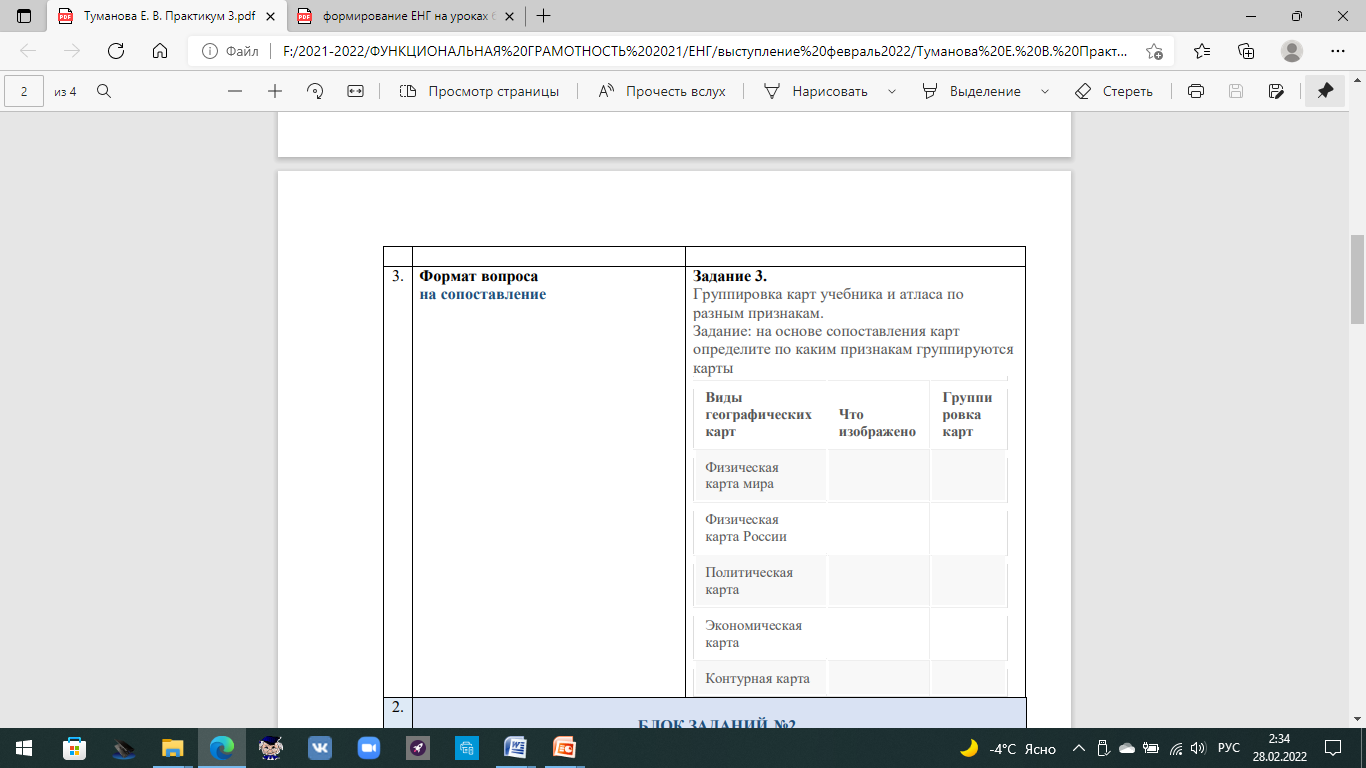 Туманова Е. В. Практикум 3.pdf
формирование ЕНГ на уроках
Файл
F:/2021-2022/ФУНКЦИОНАЛЬНАЯ%20ГРАМОТНОСТЬ%202021/ЕНГ/выступление%20февраль2022/Туманова%20Е.%20В.%20Практ...
2 из 4
Просмотр страницы
Прочесть вслух
Нарисовать
Выделение
Стереть
3. Формат вопроса
на сопоставление
Задание 3.
Группировка карт учебника и атласа по
разным признакам.
Задание: на основе сопоставления карт
определите по каким признакам группируются
карты
Виды
географических
карт
Что
изображено
Группи
ровка
карт
Физическая
карта мира
Физическая
карта России
Политическая
карта
Экономическая
карта
Контурная карта
2.
БЛОК ЗАДАНИЙ №2
-4°C Ясно
РУС
2:34
28.02.2022